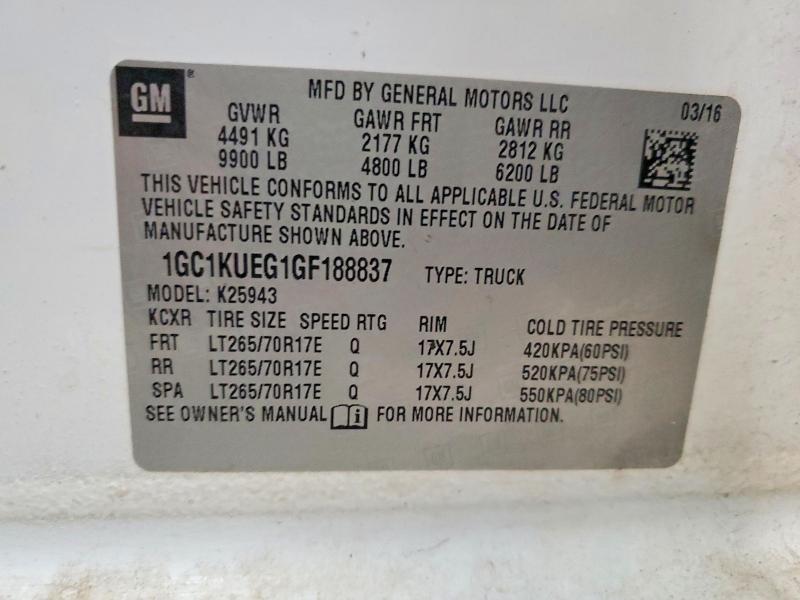 GM
MFD BY GENERAL MOTORS LLC 03/16
GVWR GAWR FRT GAWR RR
4491 KG 2177 KG 2812 KG
9900 LB 4800 LB 6200 LB
THIS VEHICLE CONFORMS TO ALL APPLICABLE U.S. FEDERAL MOTOR
VEHICLE SAFETY STANDARDS IN EFFECT ON THE DATE OF
MANUFACTURE SHOWN ABOVE.
1GC1KUEG1GF188837 TYPE: TRUCK
MODEL: K25943
KCXR TIRE SIZE SPEED RTG RIM COLD TIRE PRESSURE
FRT LT265/70R17E Q 17X7.5J 420KPA(60PSI)
RR LT265/70R17E Q 17X7.5J 520KPA(75PSI)
SPA LT265/70R17E Q 17X7.5J 550KPA(80PSI)
SEE OWNER'S MANUAL i FOR MORE INFORMATION.